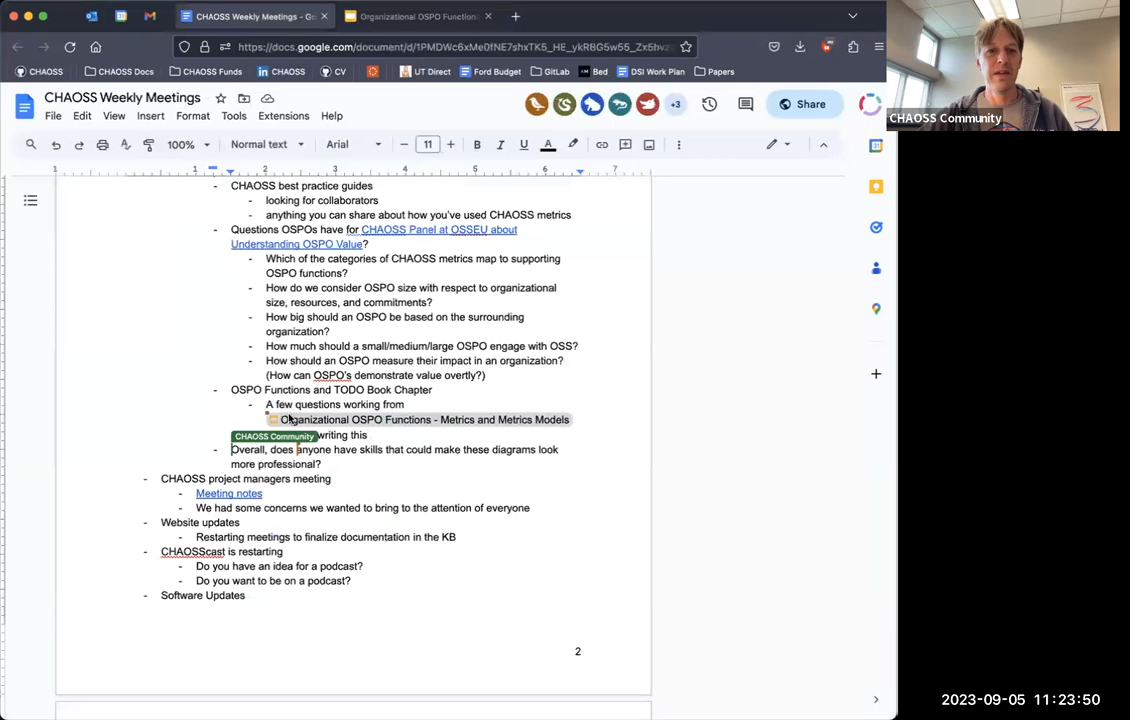 CHAOSS Weekly Meetings - Go
Organizational OSPO Function
https://docs.google.com/document/d/1PMDWc6xMe0fNE7shxTK5_HE_ykRBG5w55_Zx5bvz
CHAOSS
CHAOSS Docs
CHAOSS Funds
CHAOSS
CV
UT Direct
Ford Budget
GitLab
Bed
DSI Work Plan
Papers
CHAOSS Weekly Meetings
File Edit View Insert Format Tools Extensions Help
+3
Share
CHAOSS Community
100%
Normal text
Arial
11
1 1 2 3 4 5 6 7
- CHAOSS best practice guides
- looking for collaborators
- anything you can share about how you've used CHAOSS metrics
- Questions OSPOs have for CHAOSS Panel at OSSEU about
Understanding OSPO Value?
- Which of the categories of CHAOSS metrics map to supporting
OSPO functions?
- How do we consider OSPO size with respect to organizational
size, resources, and commitments?
- How big should an OSPO be based on the surrounding
organization?
- How much should a small/medium/large OSPO engage with OSS?
- How should an OSPO measure their impact in an organization?
(How can OSPO's demonstrate value overtly?)
- OSPO Functions and TODO Book Chapter
- A few questions working from
Organizational OSPO Functions - Metrics and Metrics Models
CHAOSS Community writing this
- Overall, does anyone have skills that could make these diagrams look
more professional?
- CHAOSS project managers meeting
- Meeting notes
- We had some concerns we wanted to bring to the attention of everyone
- Website updates
- Restarting meetings to finalize documentation in the KB
- CHAOSScast is restarting
- Do you have an idea for a podcast?
- Do you want to be on a podcast?
- Software Updates
2
2023-09-05 11:23:50